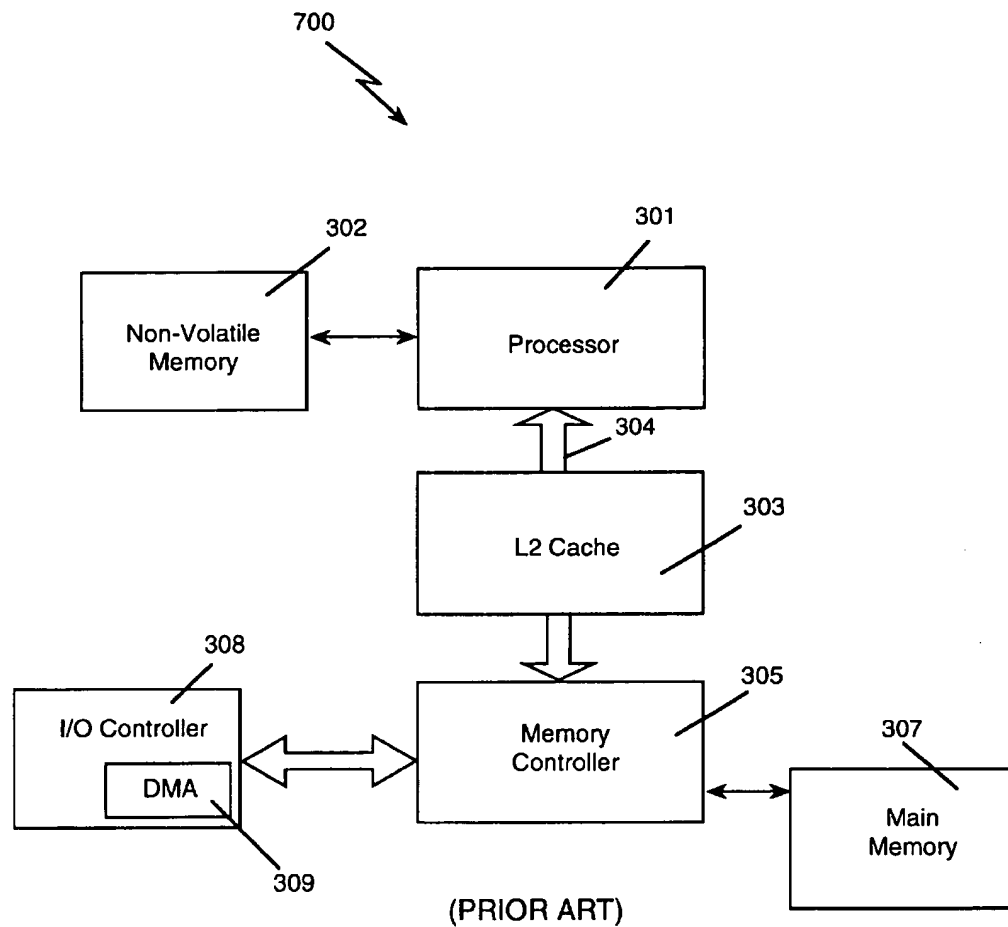 700
302
301
Non-Volatile
Memory
Processor
304
303
L2 Cache
308
305
I/O Controller
Memory
Controller
307
DMA
Main
Memory
309
(PRIOR ART)